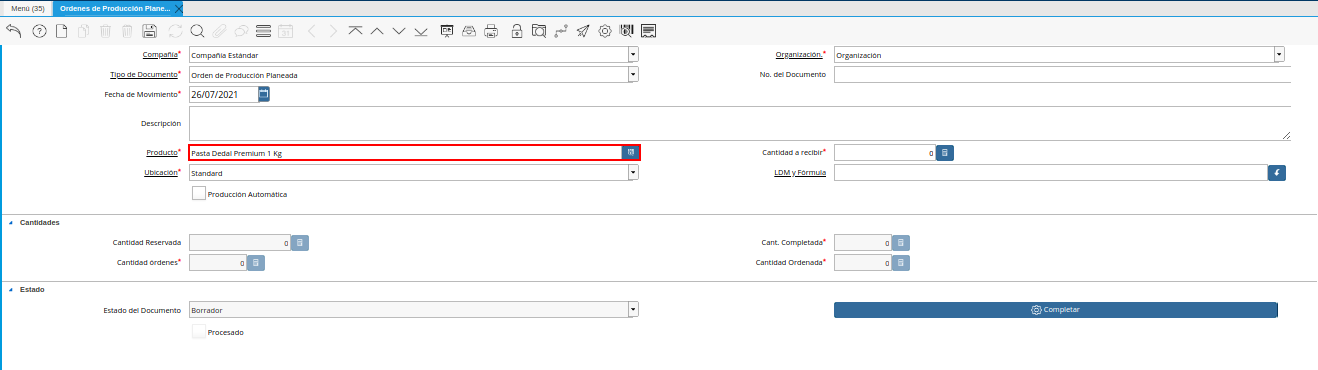 Menú (35) Ordenes de Producción Plane...
Compañía* Compañía Estándar Organización.* Organización
Tipo de Documento* Orden de Producción Planeada No. del Documento
Fecha de Movimiento* 26/07/2021
Descripción
Producto* Pasta Dedal Premium 1 Kg Cantidad a recibir* 0
Ubicación* Standard LDM y Fórmula
Producción Automática
Cantidades
Cantidad Reservada 0 Cant. Completada* 0
Cantidad órdenes* 0 Cantidad Ordenada* 0
Estado
Estado del Documento Borrador Completar
Procesado